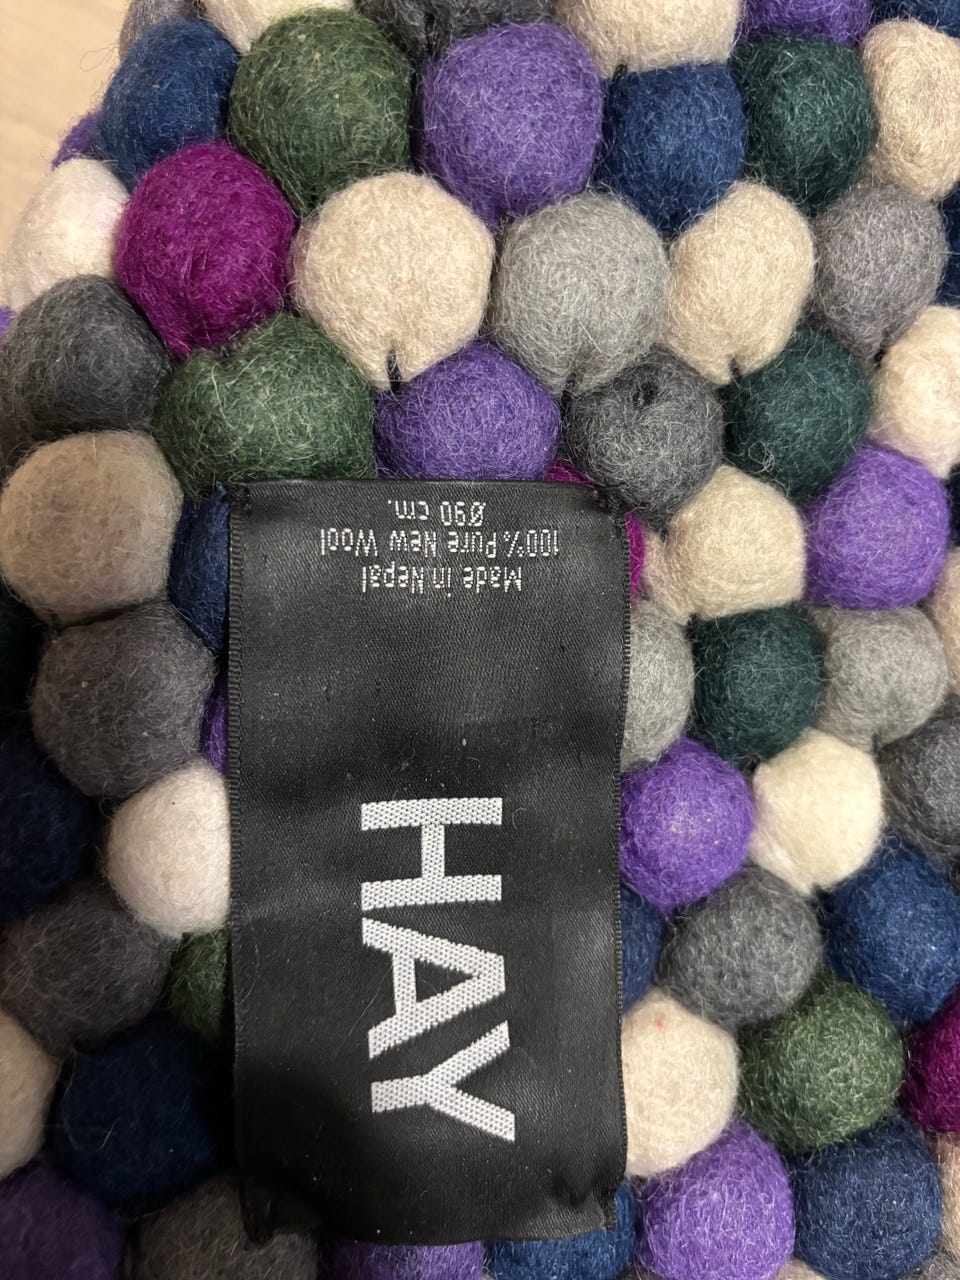 HAY
Made in Nepal
100% Pure New Wool
Ø90 cm.